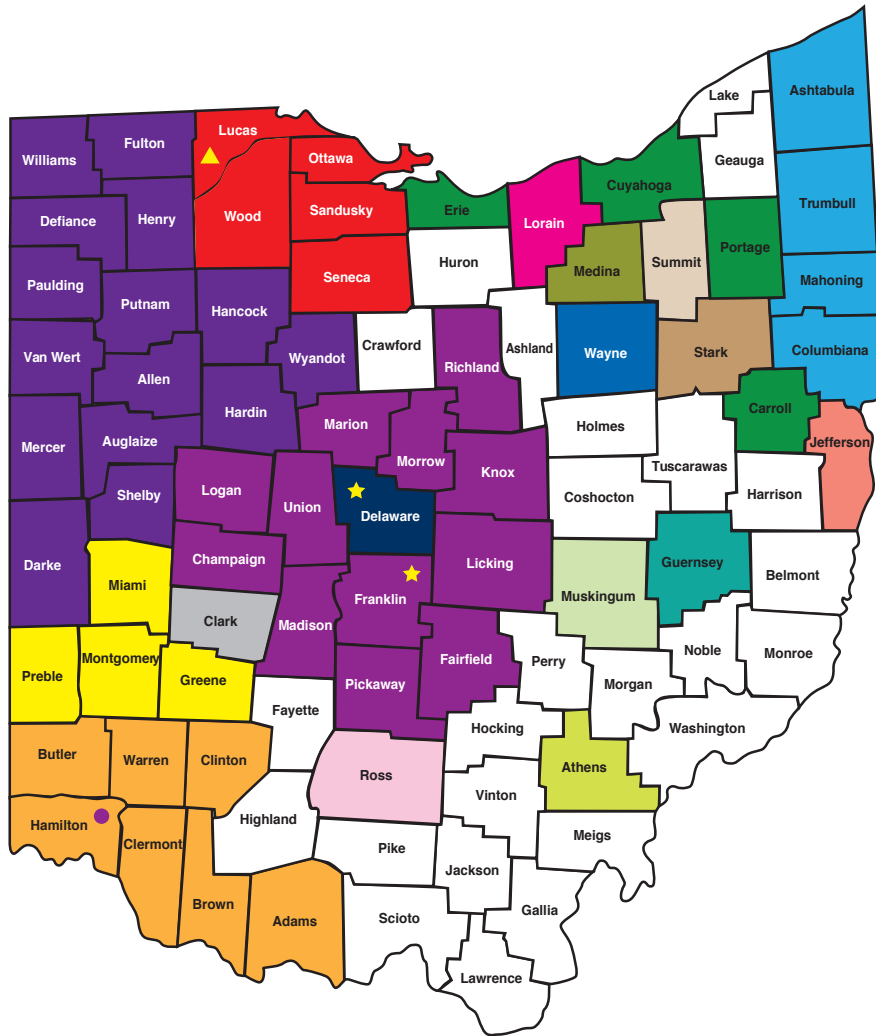 Lake
Ashtabula
Geauga
Lucas
Fulton
Williams
Ottawa
Cuyahoga
Trumbull
Wood
Sandusky
Erie
Lorain
Defiance
Henry
Portage
Summit
Medina
Huron
Seneca
Mahoning
Paulding
Putnam
Hancock
Crawford
Ashland
Wayne
Stark
Columbiana
Van Wert
Wyandot
Richland
Allen
Hardin
Marion
Carroll
Holmes
Jefferson
Mercer
Auglaize
Morrow
Knox
Tuscarawas
Logan
Shelby
Union
Delaware
Coshocton
Harrison
Darke
Champaign
Licking
Guernsey
Belmont
Miami
Franklin
Muskingum
Clark
Madison
Preble
Montgomery
Greene
Pickaway
Fairfield
Perry
Noble
Monroe
Morgan
Fayette
Hocking
Washington
Butler
Warren
Clinton
Ross
Athens
Vinton
Hamilton
Highland
Meigs
Clermont
Pike
Jackson
Brown
Adams
Scioto
Gallia
Lawrence